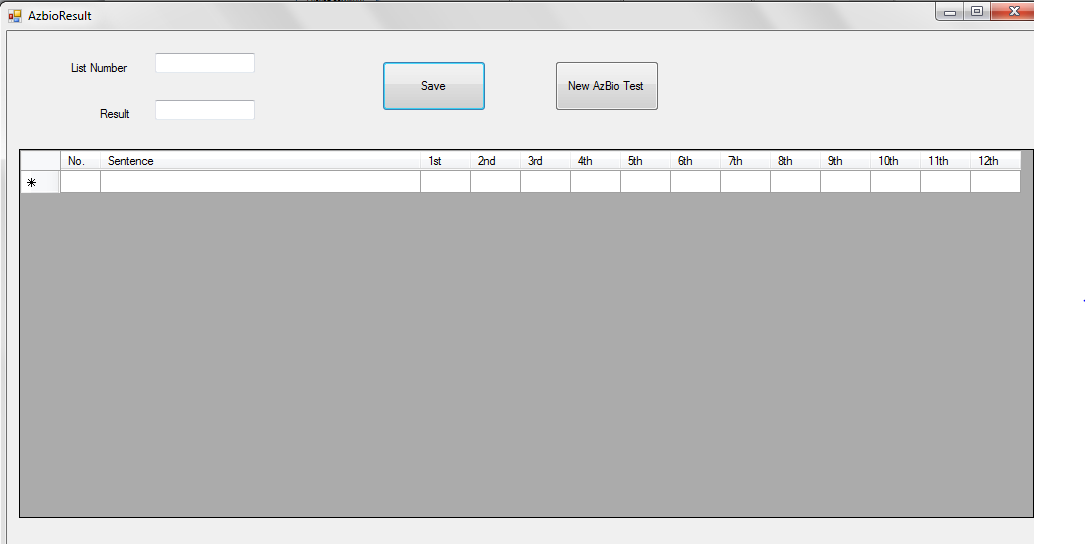 AzbioResult
List Number
Save
New AzBio Test
Result
No. Sentence 1st 2nd 3rd 4th 5th 6th 7th 8th 9th 10th 11th 12th